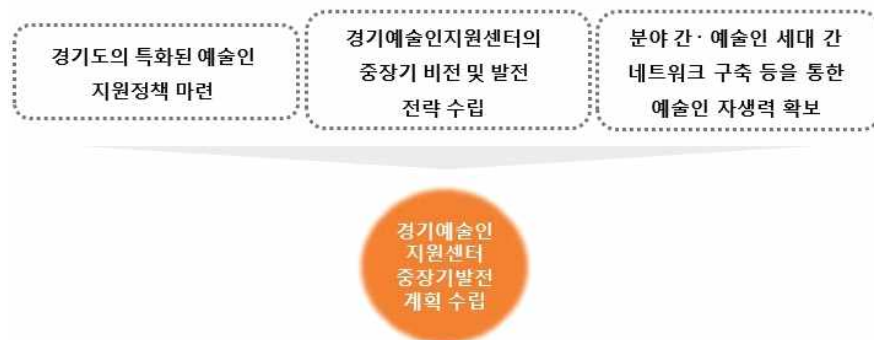 경기도의 특화된 예술인
지원정책 마련
경기예술인지원센터의
중장기 비전 및 발전
전략 수립
분야 간· 예술인 세대 간
네트워크 구축 등을 통한
예술인 자생력 확보
경기예술인
지원센터
중장기발전
계획 수립